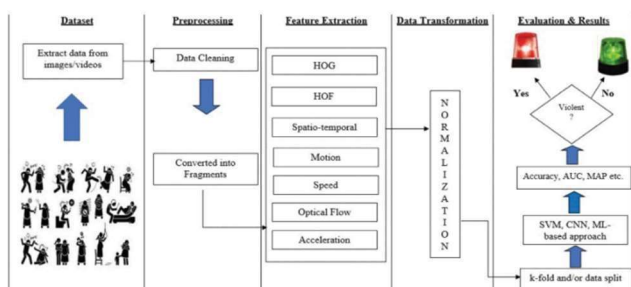 Dataset
Preprocessing
Feature Extraction
Data Transformation
Evaluation & Results
Extract data from
images/videos
Data Cleaning
Converted into
Fragments
HOG
HOF
Spatio-temporal
Motion
Speed
Optical Flow
Acceleration
N
O
R
M
A
L
I
Z
A
T
I
O
N
Yes
No
Violent
?
Accuracy, AUC, MAP etc.
SVM, CNN, ML-
based approach
k-fold and/or data split